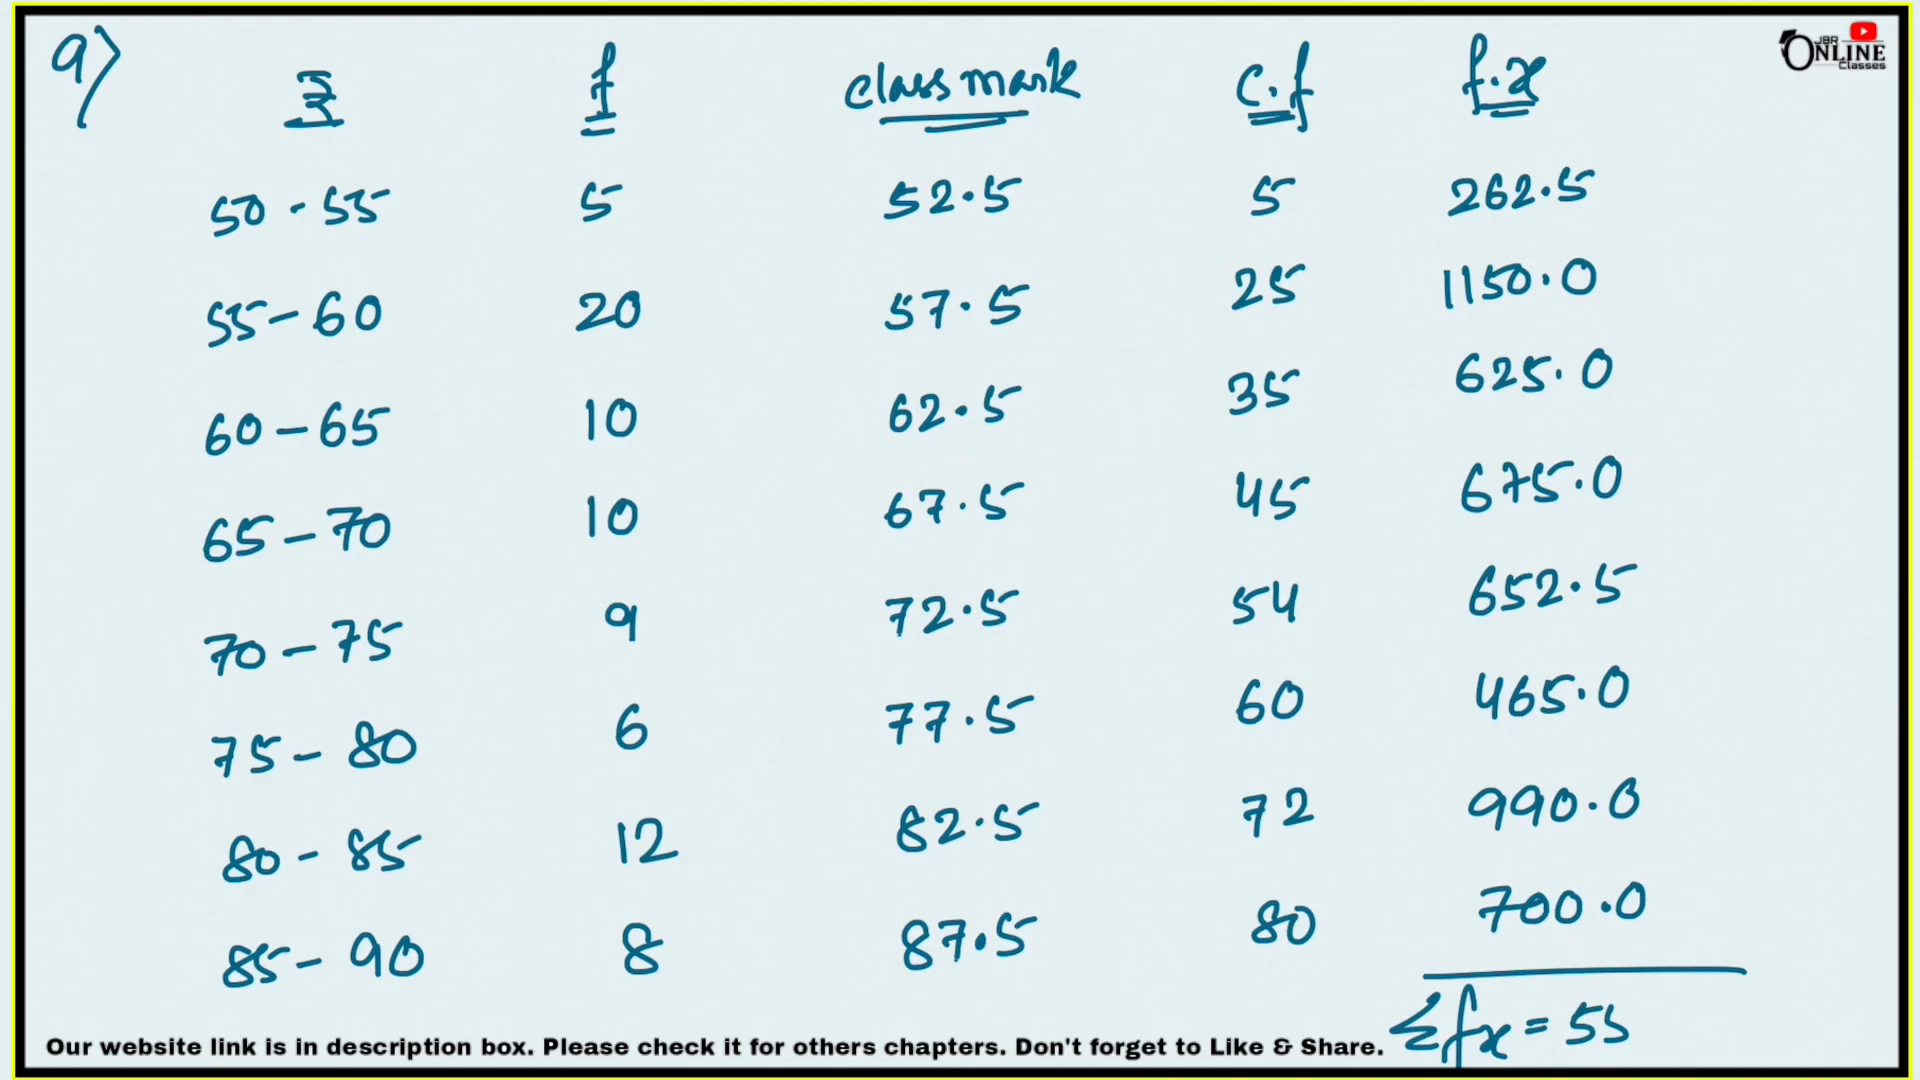 9) ₹ f class mark c.f f.x
50 - 55 5 52.5 5 262.5
55 - 60 20 57.5 25 1150.0
60 - 65 10 62.5 35 625.0
65 - 70 10 67.5 45 675.0
70 - 75 9 72.5 54 652.5
75 - 80 6 77.5 60 465.0
80 - 85 12 82.5 72 990.0
85 - 90 8 87.5 80 700.0
Σfx = 55
JBR
ONLINE
Classes
Our website link is in description box. Please check it for others chapters. Don't forget to Like & Share.